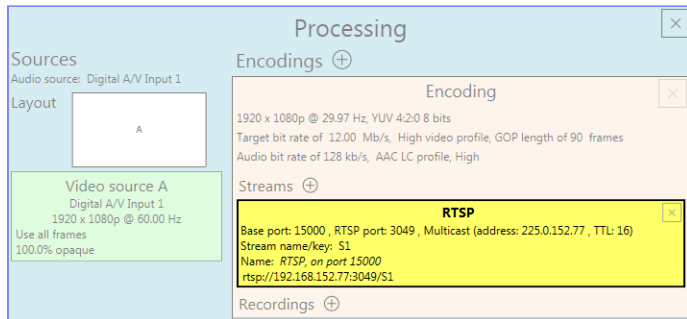 Processing
Sources
Audio source: Digital A/V Input 1
Layout
A
Video source A
Digital A/V Input 1
1920 x 1080p @ 60.00 Hz
Use all frames
100.0% opaque
Encodings
Encoding
1920 x 1080p @ 29.97 Hz, YUV 4:2:0 8 bits
Target bit rate of 12.00 Mb/s, High video profile, GOP length of 90 frames
Audio bit rate of 128 kb/s, AAC LC profile, High
Streams
RTSP
Base port: 15000 , RTSP port: 3049 , Multicast (address: 225.0.152.77 , TTL: 16)
Stream name/key: S1
Name: RTSP, on port 15000
rtsp://192.168.152.77:3049/S1
Recordings